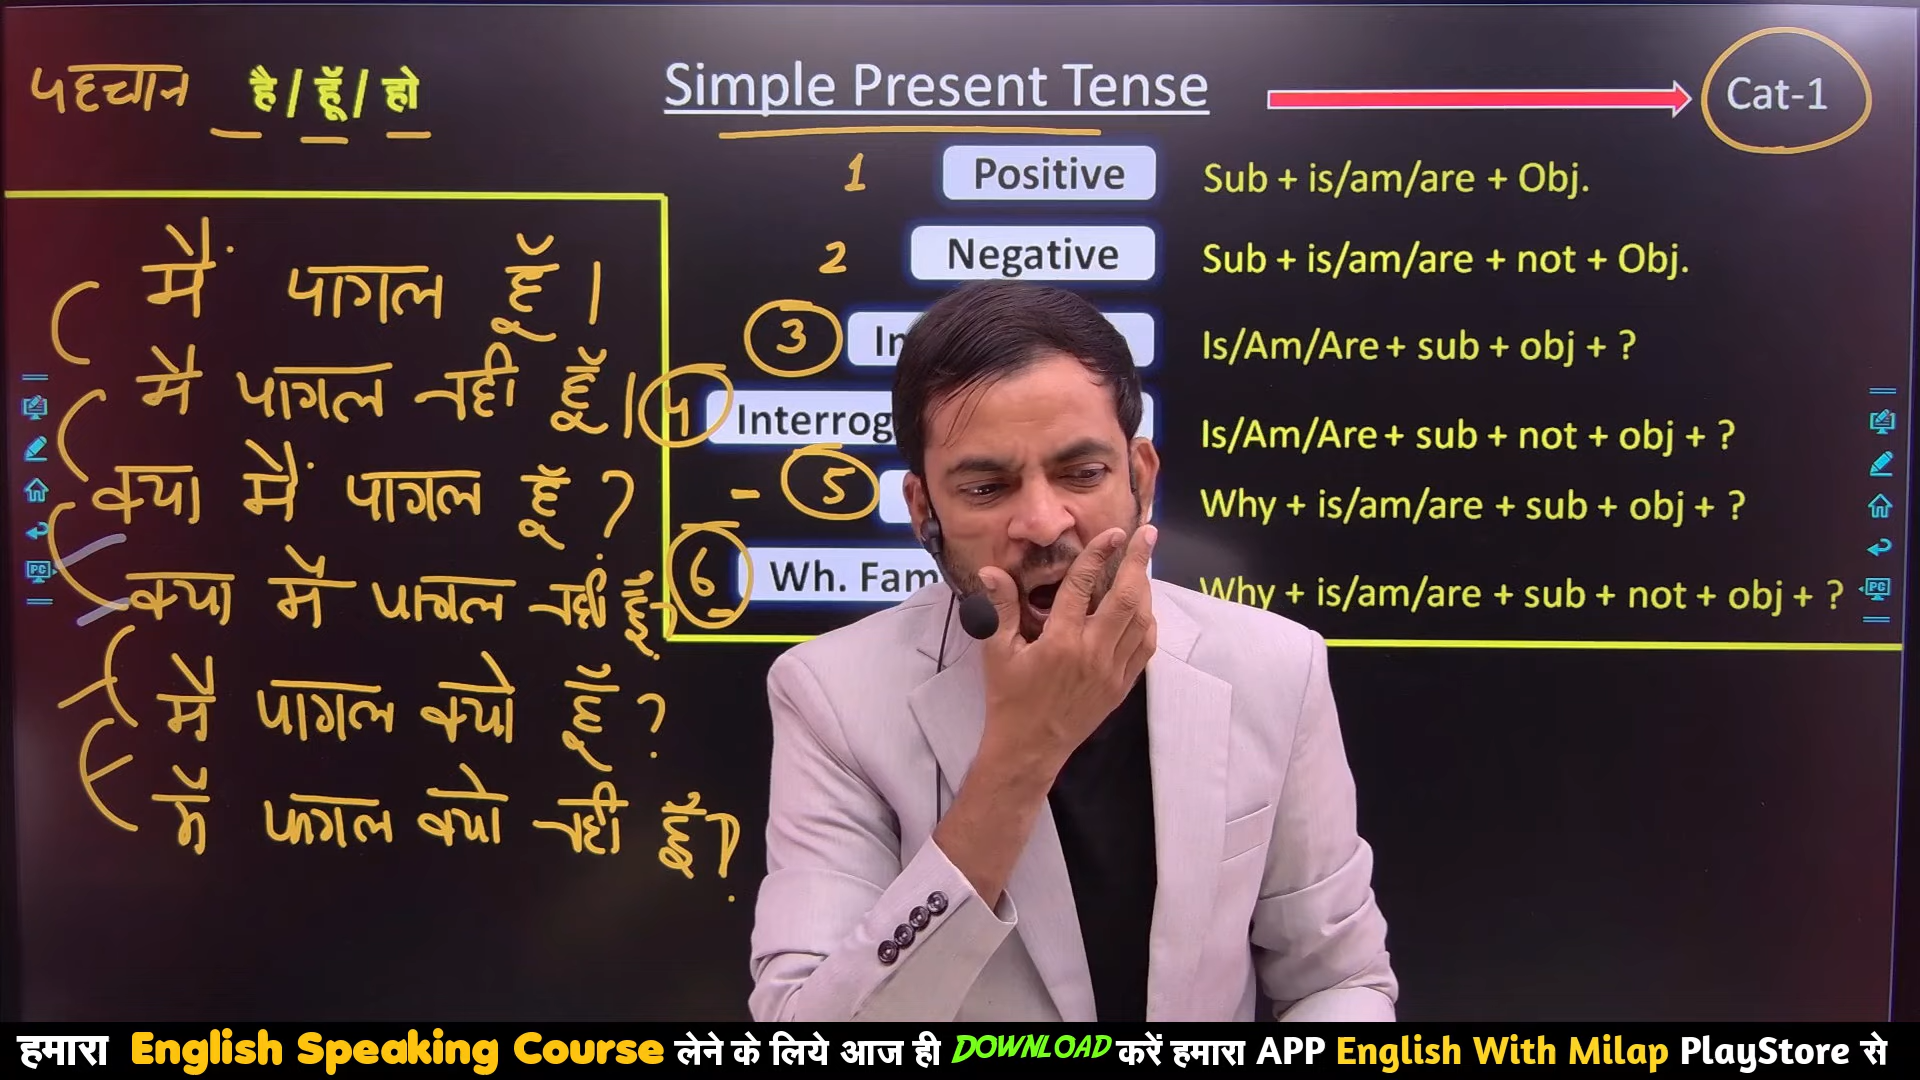 पहचान है / हूँ / हो
Simple Present Tense
Cat-1
1 Positive Sub + is/am/are + Obj.
2 Negative Sub + is/am/are + not + Obj.
3 In Is/Am/Are + sub + obj + ?
4 Interrog Is/Am/Are + sub + not + obj + ?
- 5 Why + is/am/are + sub + obj + ?
6 Wh. Fam Why + is/am/are + sub + not + obj + ?
मैं पागल हूँ।
मै पागल नही हूँ।
क्या मैं पागल हूँ ?
क्या मै पागल नही हूँ ?
मै पागल क्यो हूँ ?
मै पागल क्यो नही हूँ ?
PC
PC
हमारा English Speaking Course लेने के लिये आज ही DOWNLOAD करें हमारा APP English With Milap PlayStore से